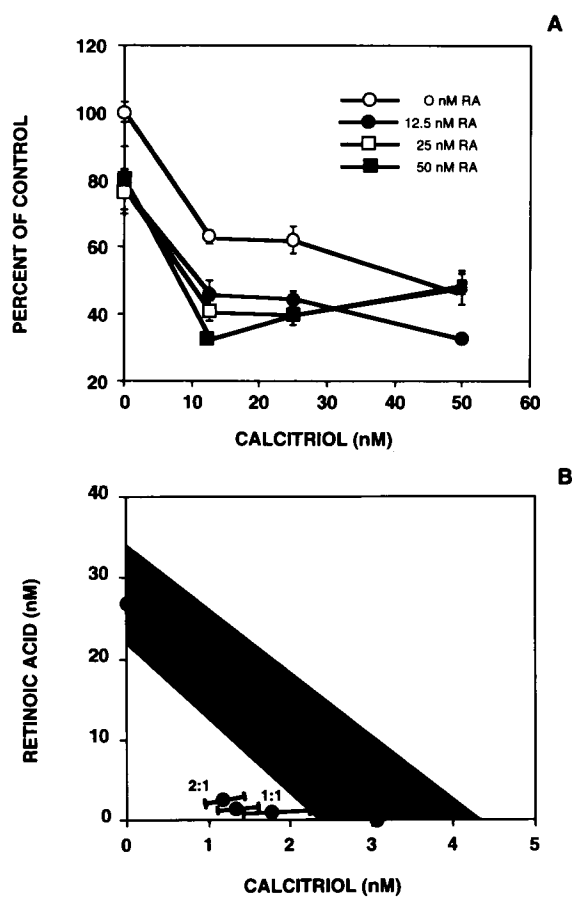 A
120
100
80
60
40
20
PERCENT OF CONTROL
O nM RA
12.5 nM RA
25 nM RA
50 nM RA
0 10 20 30 40 50 60
CALCITRIOL (nM)
B
40
30
20
10
0
RETINOIC ACID (nM)
2:1
1:1
0 1 2 3 4 5
CALCITRIOL (nM)